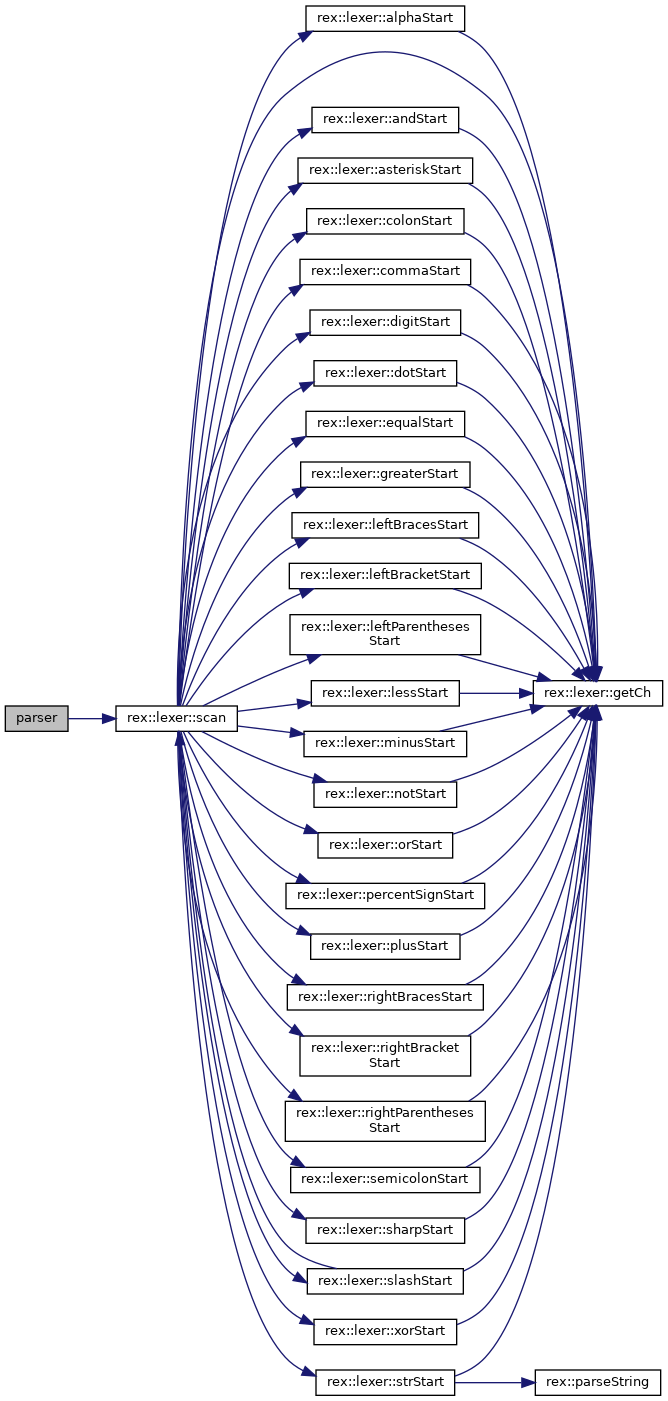 rex::lexer::alphaStart
rex::lexer::andStart
rex::lexer::asteriskStart
rex::lexer::colonStart
rex::lexer::commaStart
rex::lexer::digitStart
rex::lexer::dotStart
rex::lexer::equalStart
rex::lexer::greaterStart
rex::lexer::leftBracesStart
rex::lexer::leftBracketStart
rex::lexer::leftParentheses
Start
parser
rex::lexer::scan
rex::lexer::lessStart
rex::lexer::getCh
rex::lexer::minusStart
rex::lexer::notStart
rex::lexer::orStart
rex::lexer::percentSignStart
rex::lexer::plusStart
rex::lexer::rightBracesStart
rex::lexer::rightBracket
Start
rex::lexer::rightParentheses
Start
rex::lexer::semicolonStart
rex::lexer::sharpStart
rex::lexer::slashStart
rex::lexer::xorStart
rex::lexer::strStart
rex::parseString